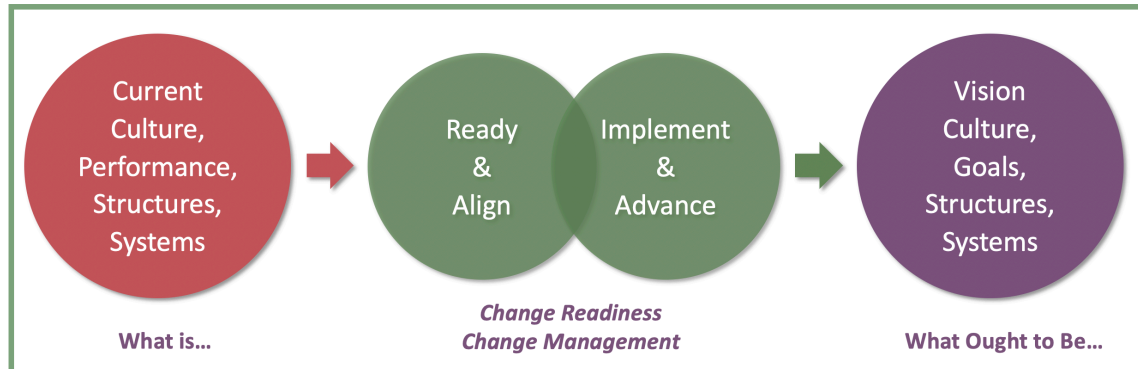 Current
Culture,
Performance,
Structures,
Systems
Ready
&
Align
Implement
&
Advance
Vision
Culture,
Goals,
Structures,
Systems
What is…
Change Readiness
Change Management
What Ought to Be…